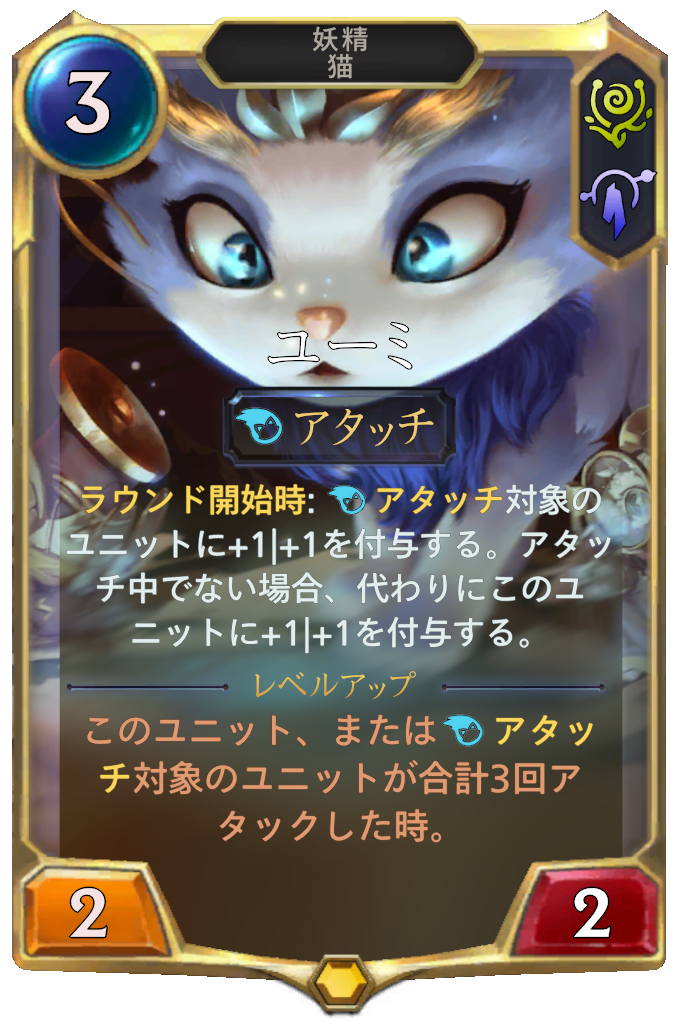 妖精
猫
3
ユーミ
アタッチ
ラウンド開始時: アタッチ対象の
ユニットに+1|+1を付与する。アタッ
チ中でない場合、代わりにこのユ
ニットに+1|+1を付与する。
レベルアップ
このユニット、または アタッ
チ対象のユニットが合計3回ア
タックした時。
2
2